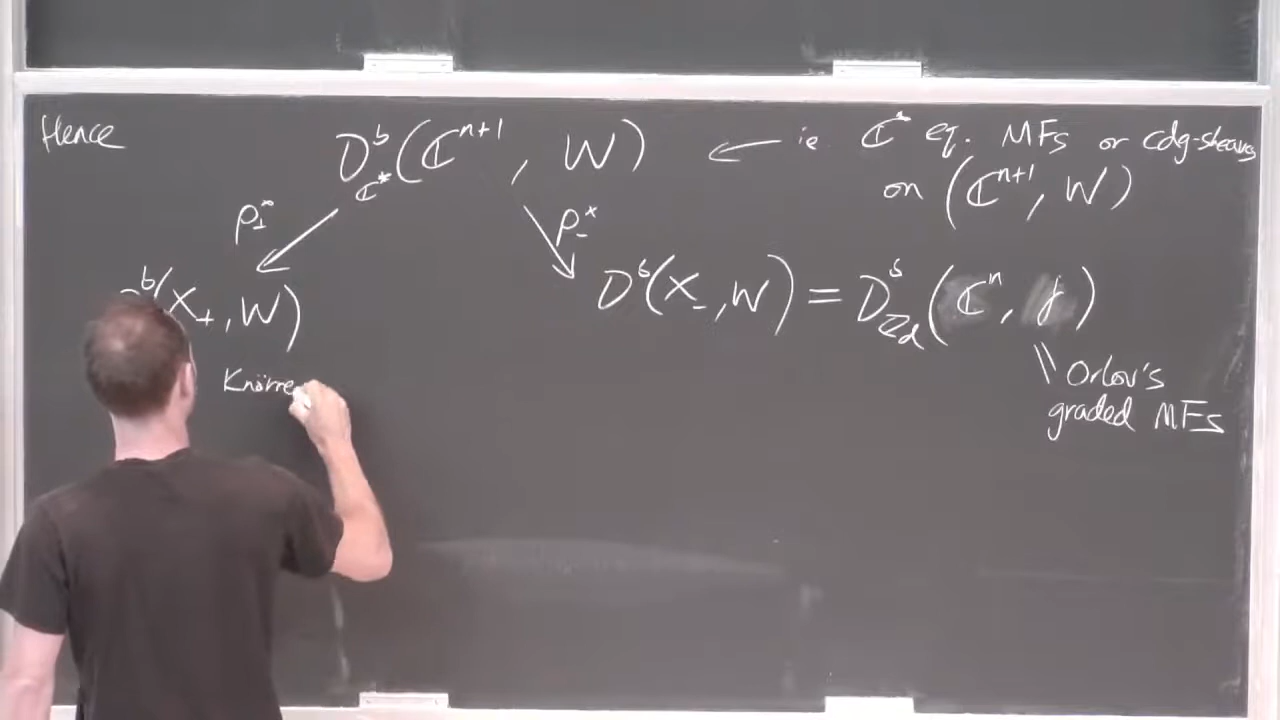 Hence
D^b_{ℂ*}(ℂ^{n+1}, W) ← ie. ℂ* eq. MFs or cdg-sheaves
on (ℂ^{n+1}, W)
ρ_+^* ρ_-^*
^b(X_+, W)
D^b(X_-, W) = D^b_{ℤ_d}(ℂ^n, f)
Knörre
Orlov's
graded MFs